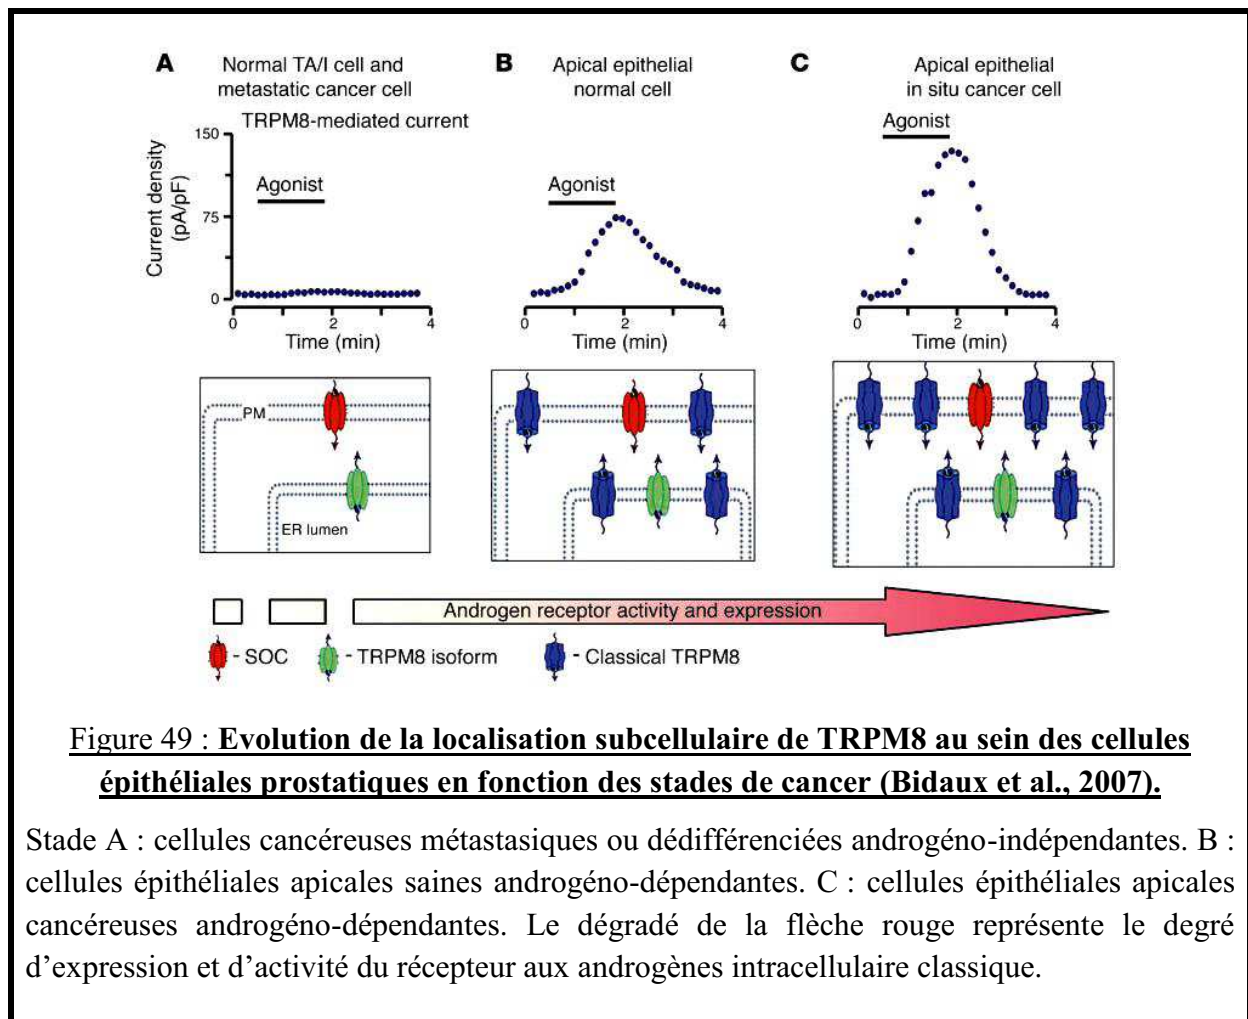 A
Normal TA/I cell and
metastatic cancer cell
B
Apical epithelial
normal cell
C
Apical epithelial
in situ cancer cell
TRPM8-mediated current
Current density
(pA/pF)
150
75
0
Agonist
0 2 4
Time (min)
Agonist
0 2 4
Time (min)
Agonist
0 2 4
Time (min)
PM
ER lumen
Androgen receptor activity and expression
- SOC
- TRPM8 isoform
- Classical TRPM8
Figure 49 : Evolution de la localisation subcellulaire de TRPM8 au sein des cellules
épithéliales prostatiques en fonction des stades de cancer (Bidaux et al., 2007).
Stade A : cellules cancéreuses métastasiques ou dédifférenciées androgéno-indépendantes. B :
cellules épithéliales apicales saines androgéno-dépendantes. C : cellules épithéliales apicales
cancéreuses androgéno-dépendantes. Le dégradé de la flèche rouge représente le degré
d’expression et d’activité du récepteur aux androgènes intracellulaire classique.